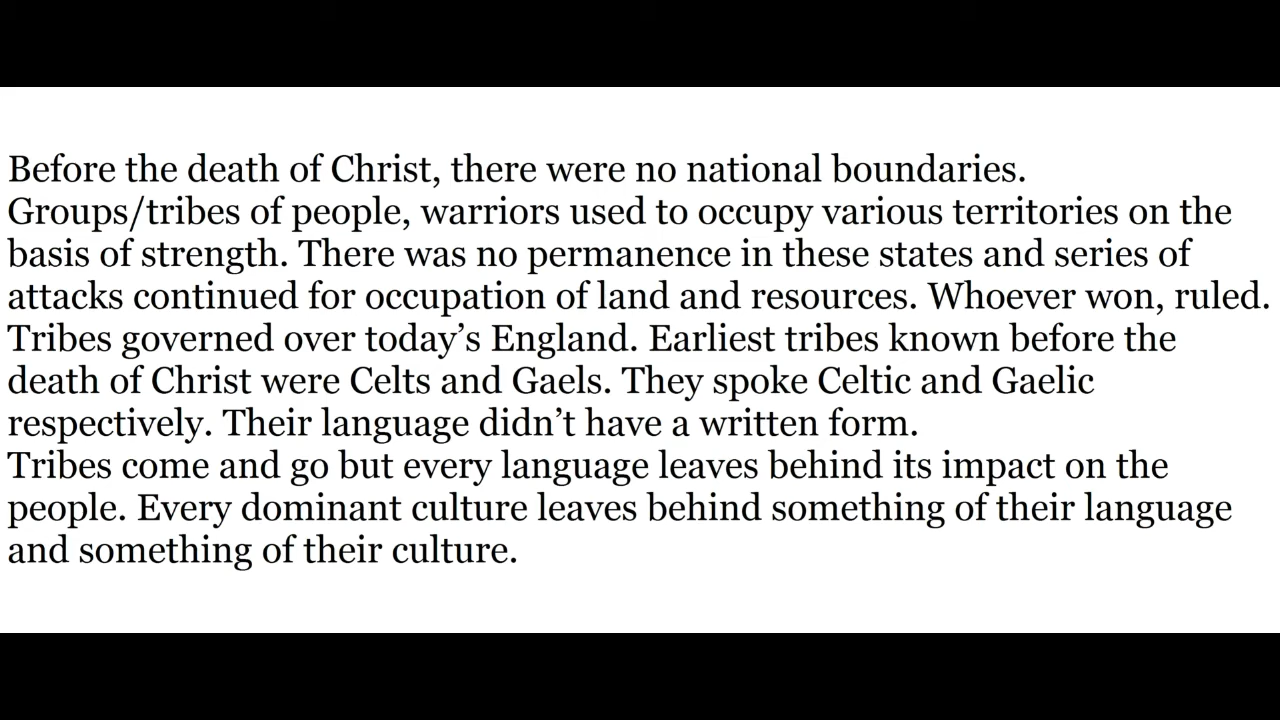 Before the death of Christ, there were no national boundaries.
Groups/tribes of people, warriors used to occupy various territories on the
basis of strength. There was no permanence in these states and series of
attacks continued for occupation of land and resources. Whoever won, ruled.
Tribes governed over today’s England. Earliest tribes known before the
death of Christ were Celts and Gaels. They spoke Celtic and Gaelic
respectively. Their language didn’t have a written form.
Tribes come and go but every language leaves behind its impact on the
people. Every dominant culture leaves behind something of their language
and something of their culture.